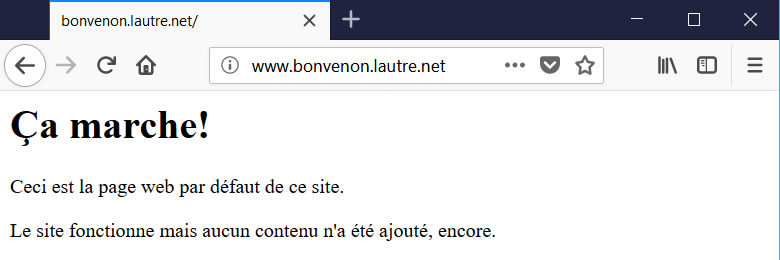 bonvenon.lautre.net/
www.bonvenon.lautre.net
Ça marche!
Ceci est la page web par défaut de ce site.
Le site fonctionne mais aucun contenu n'a été ajouté, encore.